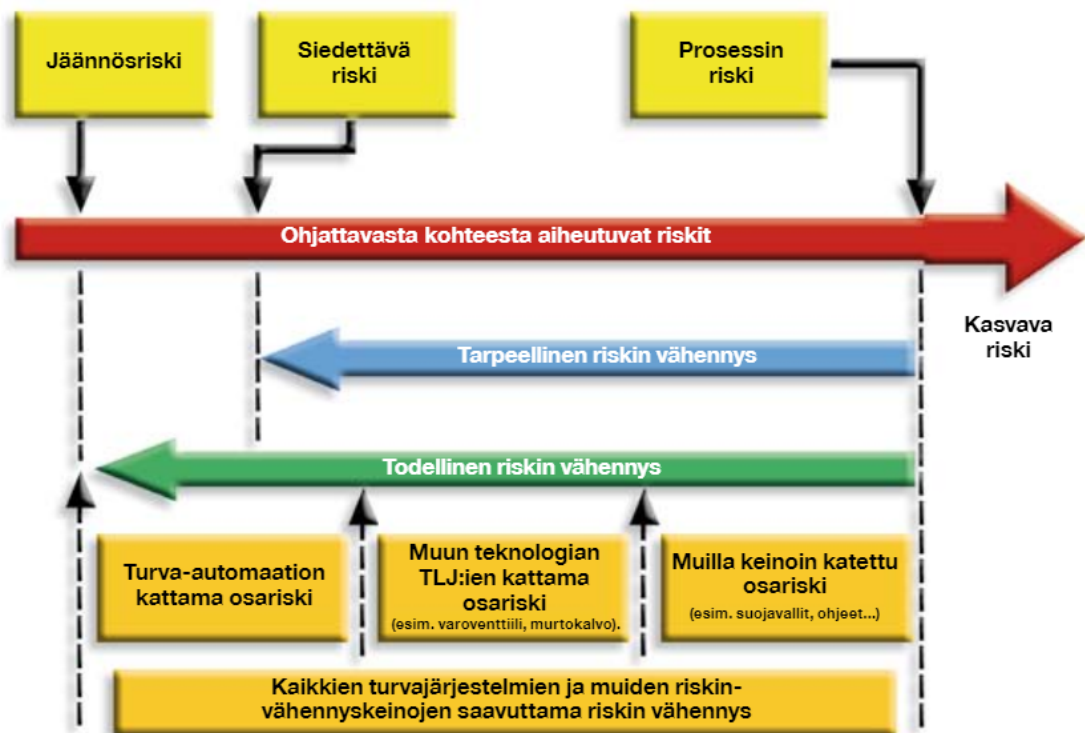 Jäännösriski
Siedettävä
riski
Prosessin
riski
Ohjattavasta kohteesta aiheutuvat riskit
Kasvava
riski
Tarpeellinen riskin vähennys
Todellinen riskin vähennys
Turva-automaation
kattama osariski
Muun teknologian
TLJ:ien kattama
osariski
(esim. varoventtiili, murtokalvo).
Muilla keinoin katettu
osariski
(esim. suojavallit, ohjeet...)
Kaikkien turvajärjestelmien ja muiden riskin-
vähennyskeinojen saavuttama riskin vähennys